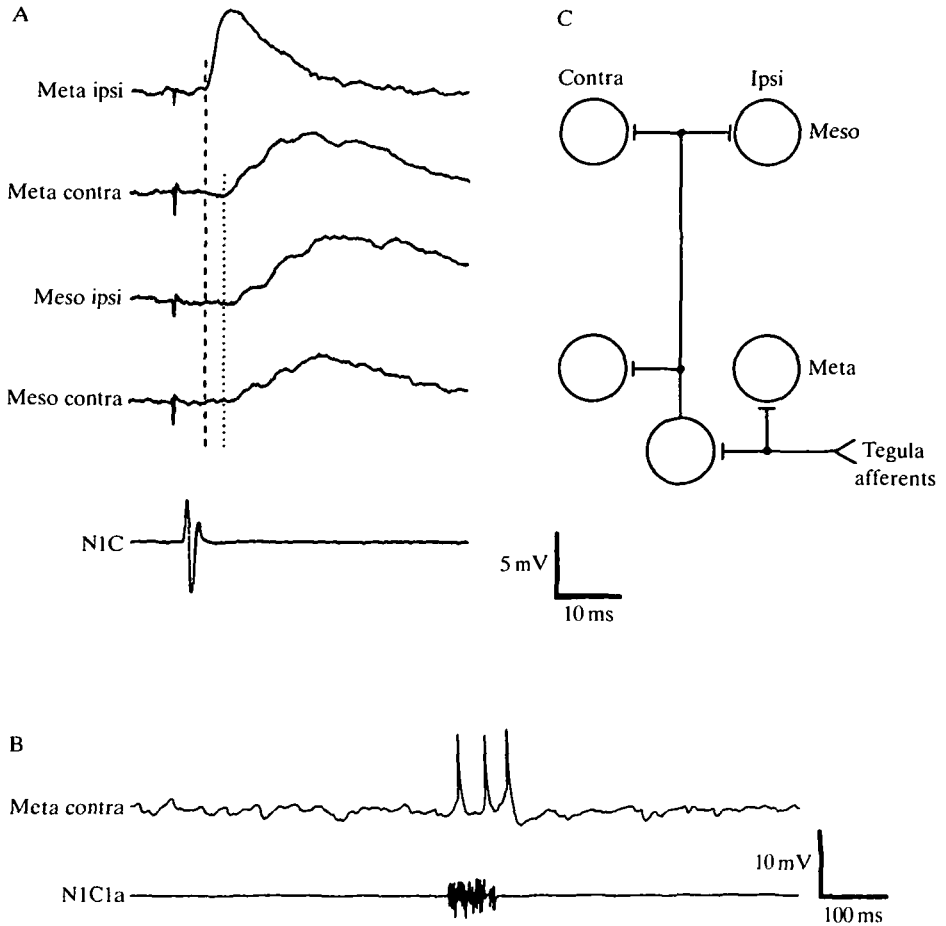 A
Meta ipsi
Meta contra
Meso ipsi
Meso contra
N1C
5 mV
10 ms
C
Contra
Ipsi
Meso
Meta
Tegula
afferents
B
Meta contra
N1C1a
10 mV
100 ms